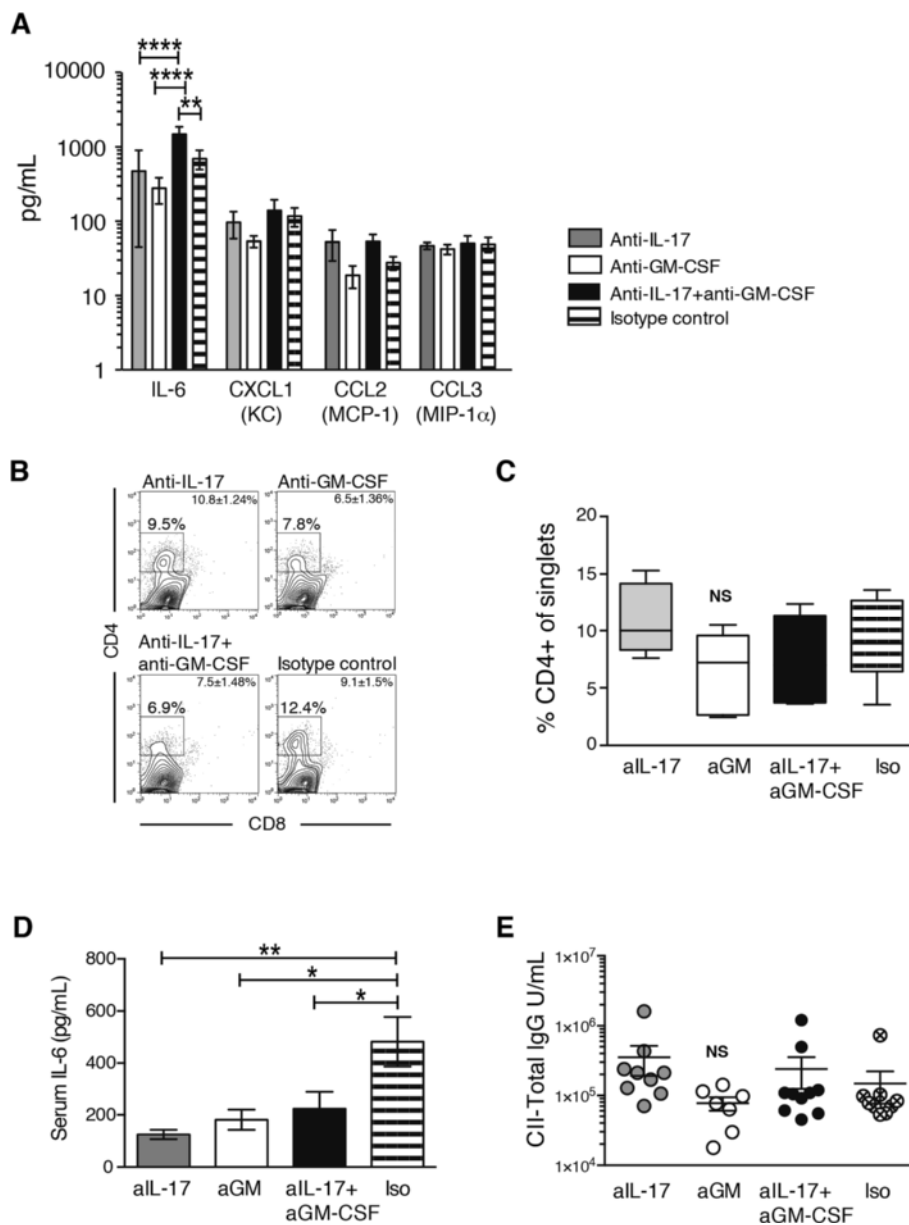 A
****
****
**
10000
1000
100
10
1
pg/mL
IL-6
CXCL1
(KC)
CCL2
(MCP-1)
CCL3
(MIP-1α)
Anti-IL-17
Anti-GM-CSF
Anti-IL-17+anti-GM-CSF
Isotype control
B
Anti-IL-17
10.8±1.24%
9.5%
Anti-GM-CSF
6.5±1.36%
7.8%
Anti-IL-17+
anti-GM-CSF
7.5±1.48%
6.9%
Isotype control
9.1±1.5%
12.4%
CD4
CD8
C
% CD4+ of singlets
20
15
10
5
0
NS
aIL-17
aGM
aIL-17+
aGM-CSF
Iso
D
Serum IL-6 (pg/mL)
800
600
400
200
0
**
*
*
aIL-17
aGM
aIL-17+
aGM-CSF
Iso
E
CII-Total IgG U/mL
1×10⁷
1×10⁶
1×10⁵
1×10⁴
NS
aIL-17
aGM
aIL-17+
aGM-CSF
Iso